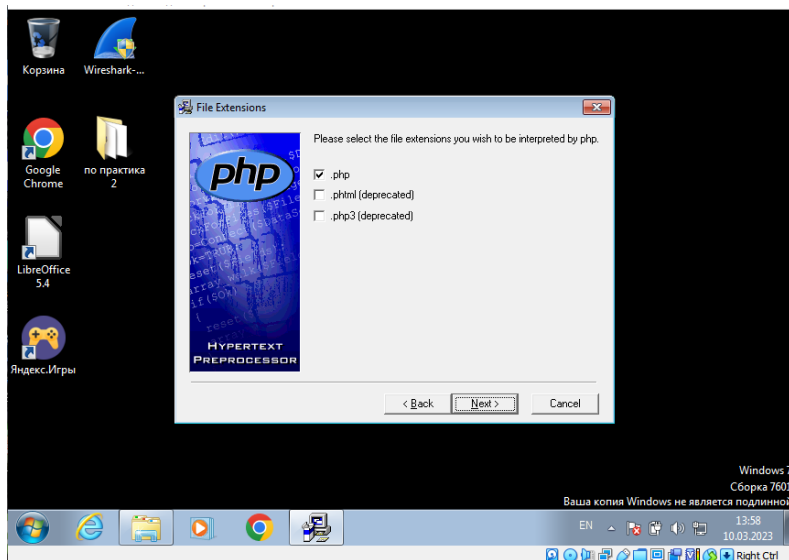 Корзина
Wireshark-...
Google
Chrome
по практика
2
LibreOffice
5.4
Яндекс.Игры
File Extensions
Please select the file extensions you wish to be interpreted by php.
php
.php
.phtml (deprecated)
.php3 (deprecated)
HYPERTEXT
PREPROCESSOR
< Back
Next >
Cancel
Windows 7
Сборка 7601
Ваша копия Windows не является подлинной
EN
13:58
10.03.2023
Right Ctrl